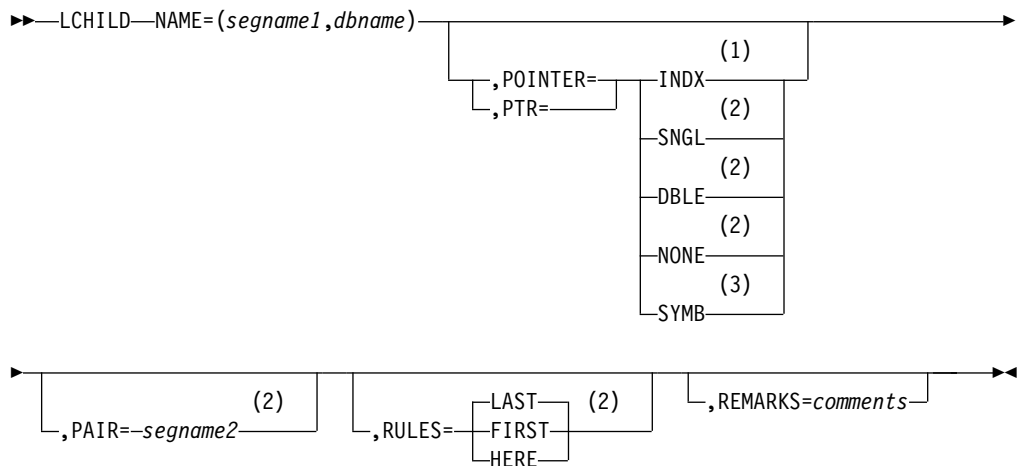 LCHILD NAME=(segname1,dbname)
(1)
,POINTER= INDX
,PTR= (2)
SNGL
(2)
DBLE
(2)
NONE
(3)
SYMB
(2) LAST (2) ,REMARKS=comments
,PAIR= segname2 ,RULES= FIRST
HERE